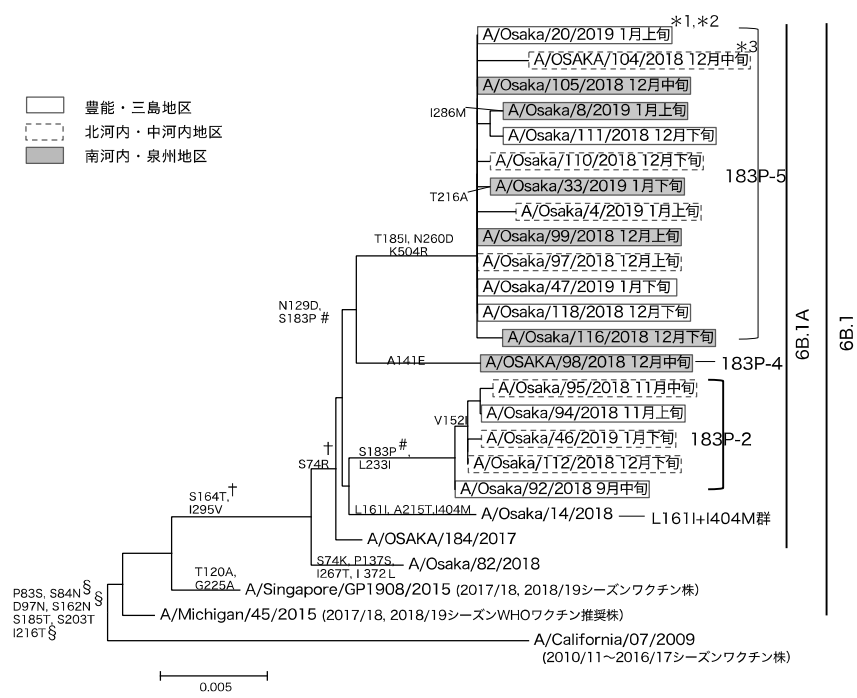 A/Osaka/20/2019 1月上旬 *1,*2
A/OSAKA/104/2018 12月中旬 *3
A/Osaka/105/2018 12月中旬
豊能・三島地区
I286M
A/Osaka/8/2019 1月上旬
北河内・中河内地区
A/Osaka/111/2018 12月下旬
南河内・泉州地区
A/Osaka/110/2018 12月下旬
183P-5
T216A
A/Osaka/33/2019 1月下旬
A/Osaka/4/2019 1月上旬
T185I, N260D
K504R
A/Osaka/99/2018 12月上旬
A/Osaka/97/2018 12月上旬
A/Osaka/47/2019 1月下旬
N129D,
S183P #
A/Osaka/118/2018 12月下旬
6B.1A
6B.1
A/Osaka/116/2018 12月下旬
A141E
A/OSAKA/98/2018 12月中旬
183P-4
A/Osaka/95/2018 11月中旬
V152I
A/Osaka/94/2018 11月上旬
A/Osaka/46/2019 1月下旬
183P-2
S183P #,
L233I
†
S74R
A/Osaka/112/2018 12月下旬
A/Osaka/92/2018 9月中旬
S164T,†
I295V
L161I, A215T,I404M
A/Osaka/14/2018
L161I+I404M群
A/OSAKA/184/2017
S74K, P137S,
I267T, I 372 L
A/Osaka/82/2018
T120A,
G225A
A/Singapore/GP1908/2015 (2017/18, 2018/19シーズンワクチン株)
P83S, S84N§
D97N, S162N§
S185T, S203T
I216T§
A/Michigan/45/2015 (2017/18, 2018/19シーズンWHOワクチン推奨株)
A/California/07/2009
(2010/11〜2016/17シーズンワクチン株)
0.005